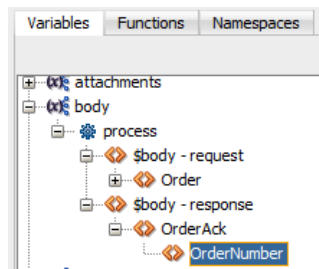 Variables Functions Namespaces
(x) attachments
(x) body
process
$body - request
Order
$body - response
OrderAck
OrderNumber